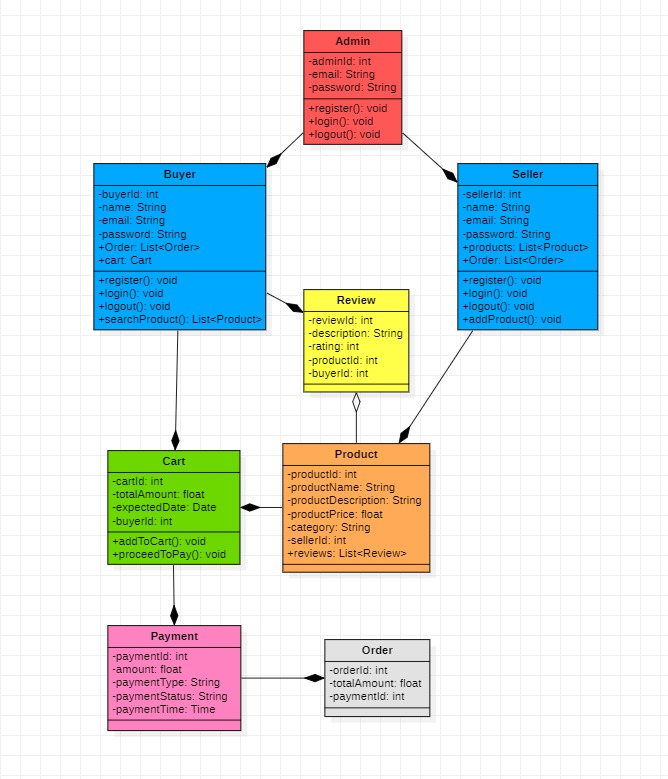 Admin
-adminId: int
-email: String
-password: String
+register(): void
+login(): void
+logout(): void
Buyer
-buyerId: int
-name: String
-email: String
-password: String
+Order: List<Order>
+cart: Cart
+register(): void
+login(): void
+logout(): void
+searchProduct(): List<Product>
Seller
-sellerId: int
-name: String
-email: String
-password: String
+products: List<Product>
+Order: List<Order>
+register(): void
+login(): void
+logout(): void
+addProduct(): void
Review
-reviewId: int
-description: String
-rating: int
-productId: int
-buyerId: int
Cart
-cartId: int
-totalAmount: float
-expectedDate: Date
-buyerId: int
+addToCart(): void
+proceedToPay(): void
Product
-productId: int
-productName: String
-productDescription: String
-productPrice: float
-category: String
-sellerId: int
+reviews: List<Review>
Payment
-paymentId: int
-amount: float
-paymentType: String
-paymentStatus: String
-paymentTime: Time
Order
-orderId: int
-totalAmount: float
-paymentId: int